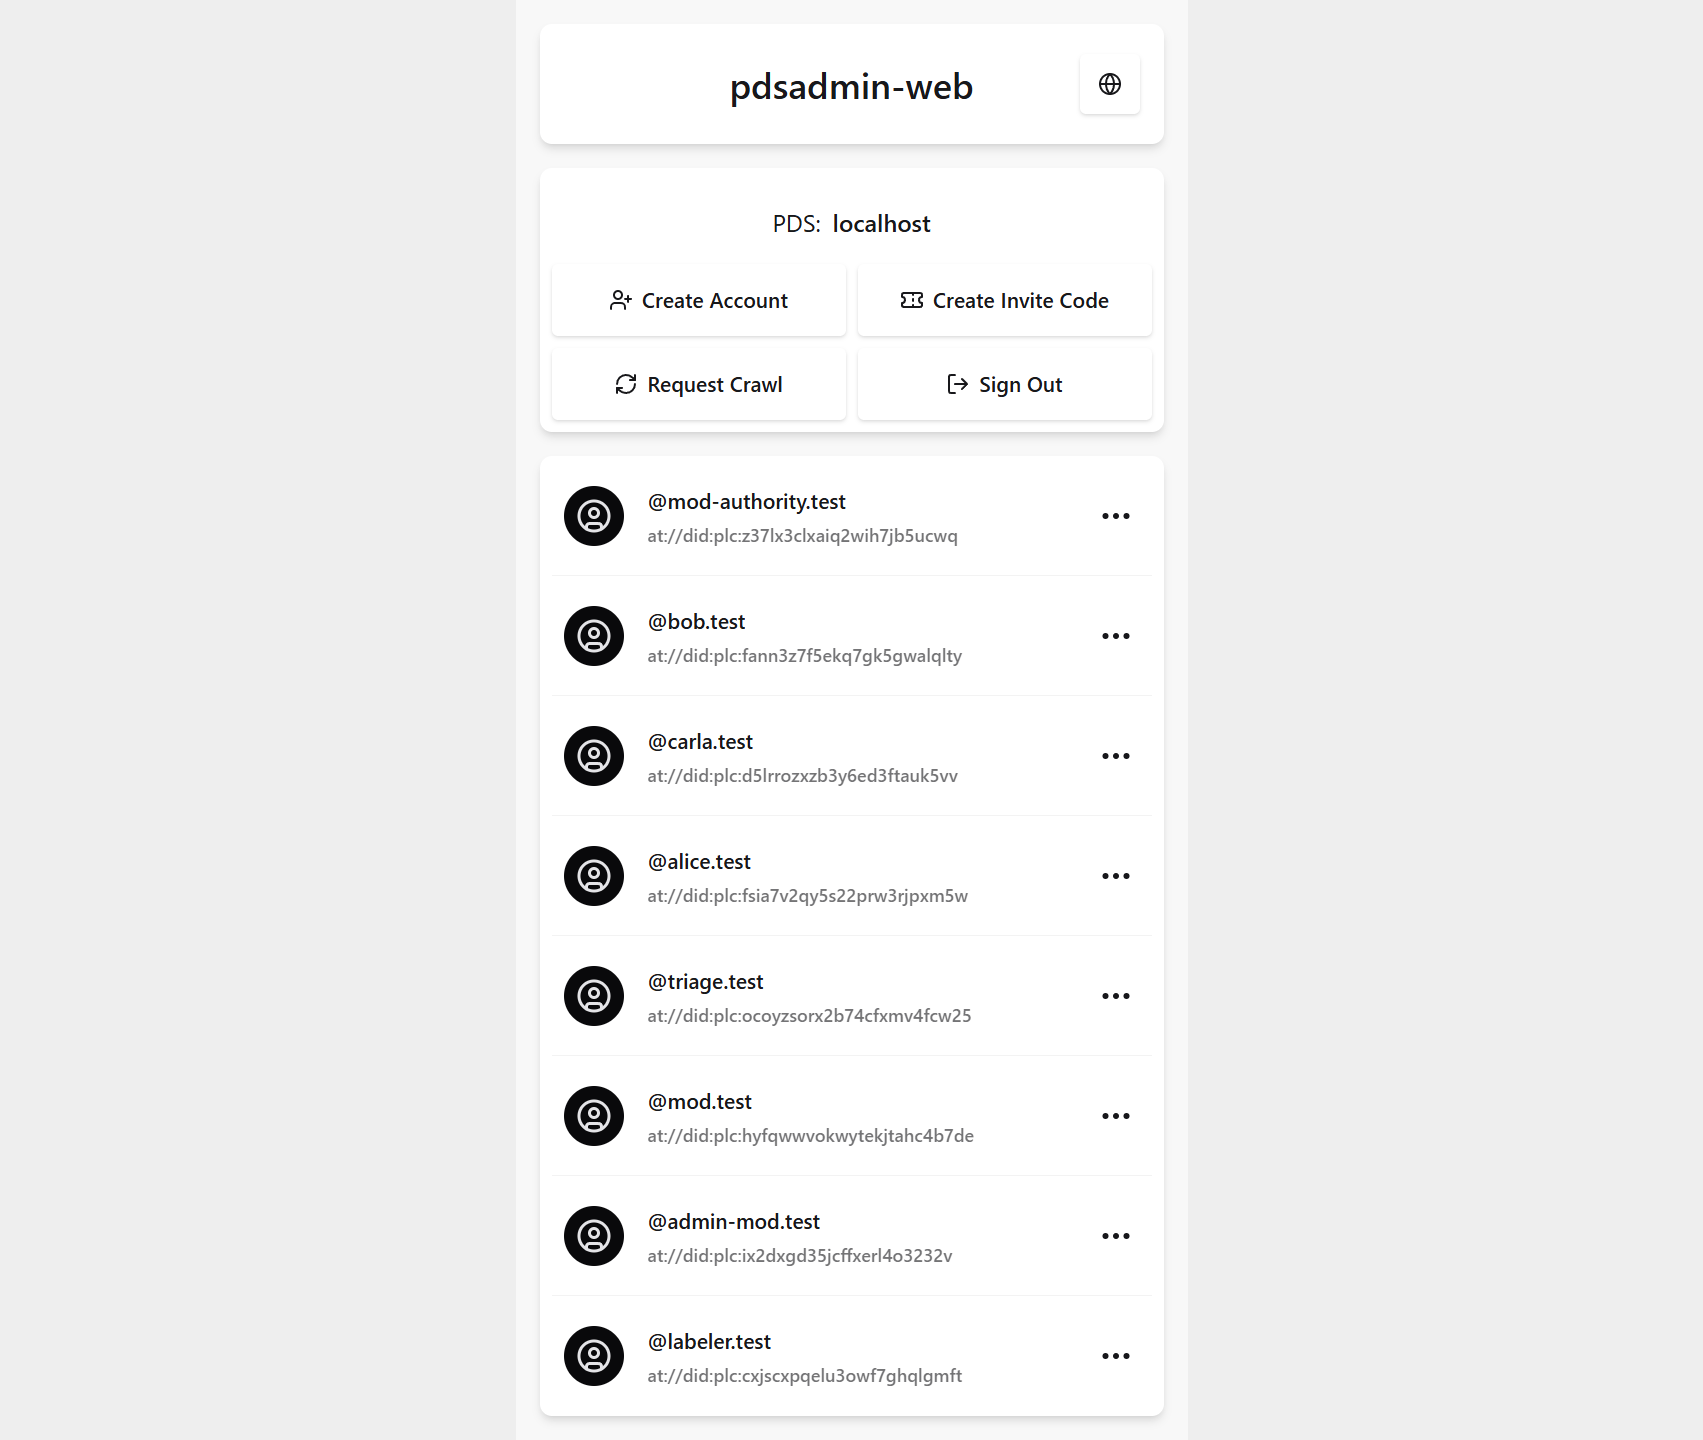 pdsadmin-web
PDS: localhost
Create Account
Create Invite Code
Request Crawl
Sign Out
@mod-authority.test
at://did:plc:z37lx3clxaiq2wih7jb5ucwq
@bob.test
at://did:plc:fann3z7f5ekq7gk5gwalqlty
@carla.test
at://did:plc:d5lrrozxzb3y6ed3ftauk5vv
@alice.test
at://did:plc:fsia7v2qy5s22prw3rjpxm5w
@triage.test
at://did:plc:ocoyzsorx2b74cfxmv4fcw25
@mod.test
at://did:plc:hyfqwwvokwytekjtahc4b7de
@admin-mod.test
at://did:plc:ix2dxgd35jcffxerl4o3232v
@labeler.test
at://did:plc:cxjscxpqelu3owf7ghqlgmft